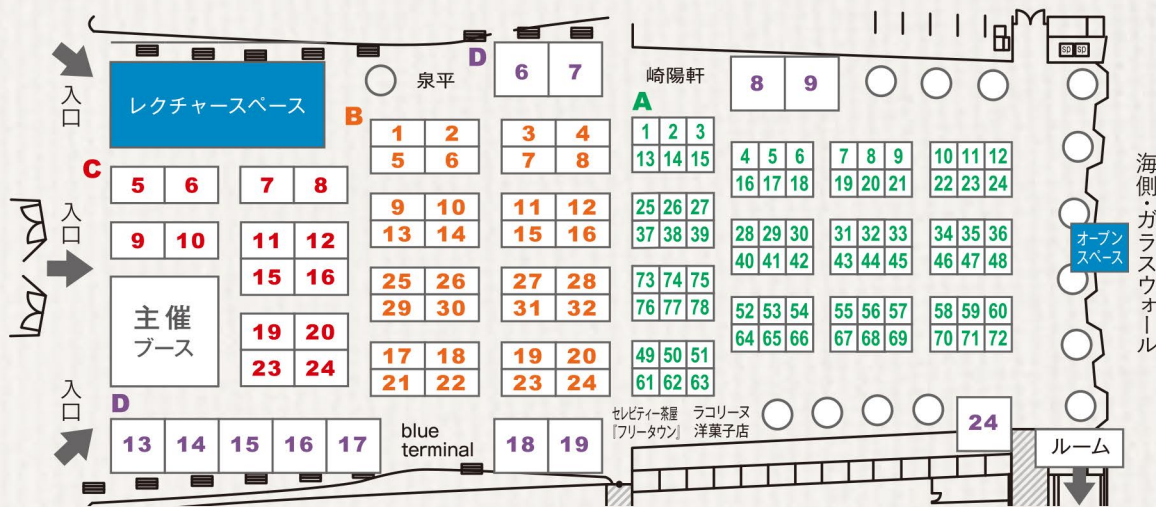 D
6 7
泉平
崎陽軒
8 9
sp sp
入口
レクチャースペース
B
1 2
5 6
3 4
7 8
A
1 2 3
13 14 15
4 5 6
16 17 18
7 8 9
19 20 21
10 11 12
22 23 24
C
5 6
7 8
9 10
13 14
11 12
15 16
25 26 27
37 38 39
28 29 30
40 41 42
31 32 33
43 44 45
34 35 36
46 47 48
海側・ガラスウォール
オープン
スペース
入口
9 10
11 12
15 16
25 26
29 30
27 28
31 32
73 74 75
76 77 78
主催
ブース
19 20
23 24
17 18
21 22
19 20
23 24
52 53 54
64 65 66
55 56 57
67 68 69
58 59 60
70 71 72
49 50 51
61 62 63
入口
D
13 14 15 16 17
blue
terminal
18 19
セレビティー茶屋
『フリータウン』
ラコリーヌ
洋菓子店
24
ルーム